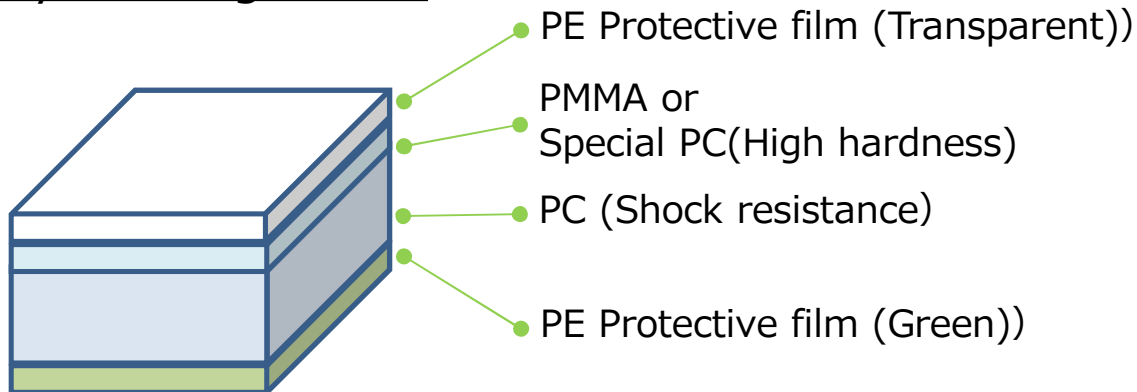 PE Protective film (Transparent))
PMMA or
Special PC(High hardness)
PC (Shock resistance)
PE Protective film (Green))